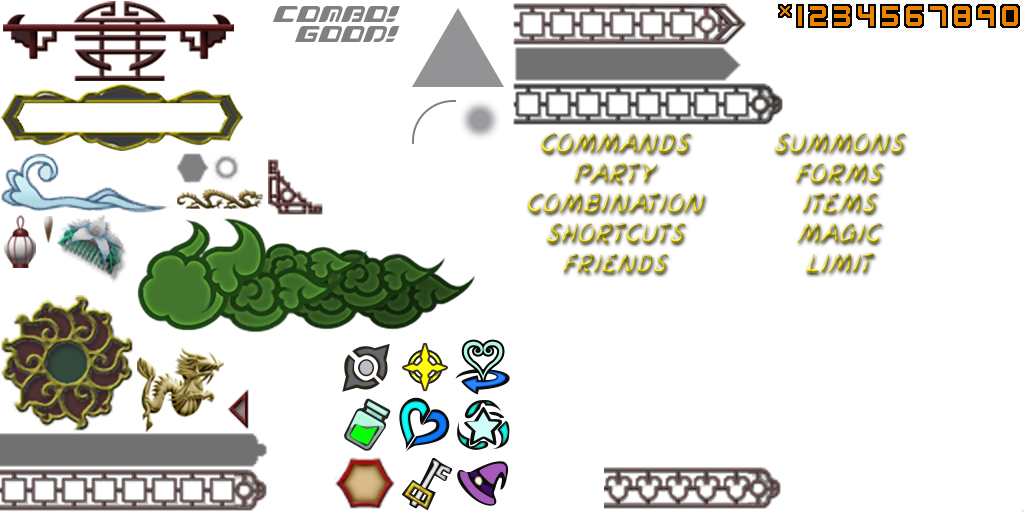 COMBO!
GOOD!
×1234567890
COMMANDS
PARTY
COMBINATION
SHORTCUTS
FRIENDS
SUMMONS
FORMS
ITEMS
MAGIC
LIMIT